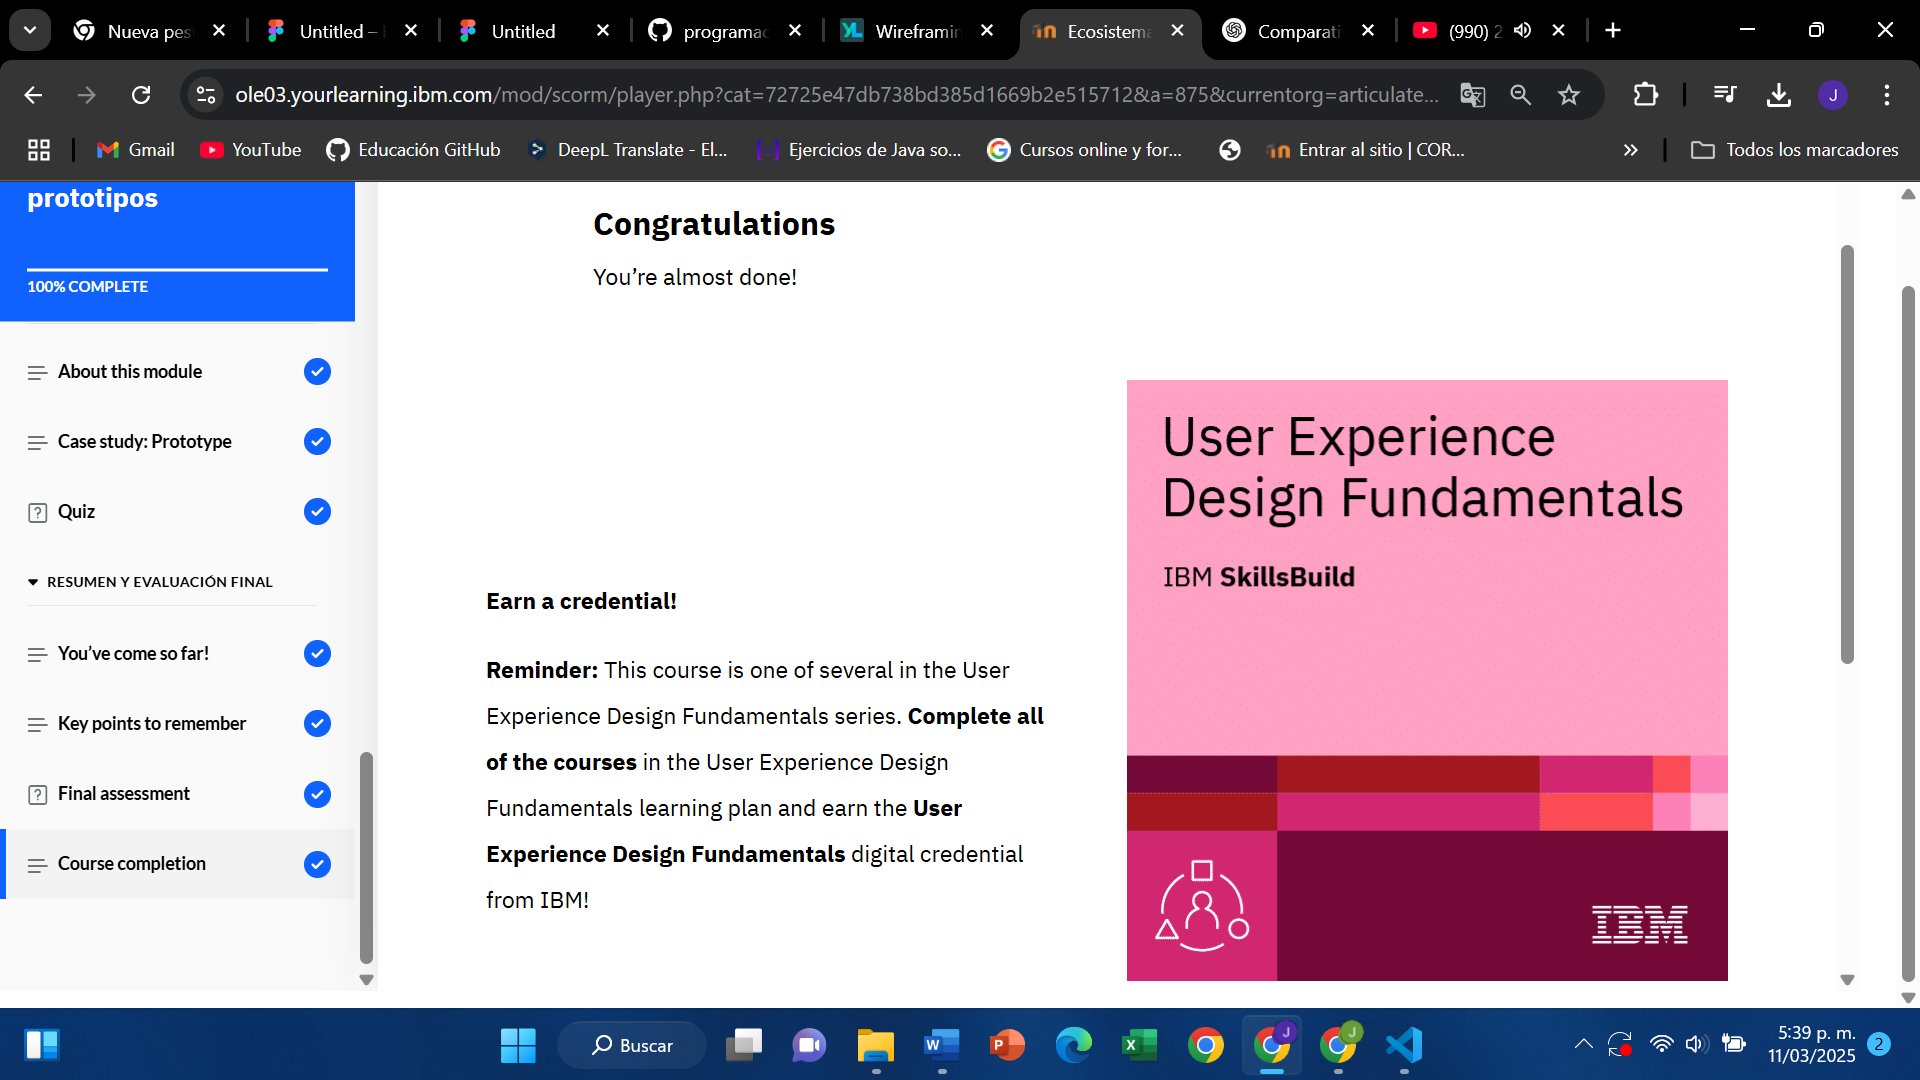 Nueva pes
Untitled –
Untitled
programac
Wireframin
Ecosistema
Comparati
(990) 2
ole03.yourlearning.ibm.com/mod/scorm/player.php?cat=72725e47db738bd385d1669b2e515712&a=875&currentorg=articulate...
J
Gmail
YouTube
Educación GitHub
DeepL Translate - El...
Ejercicios de Java so...
Cursos online y for...
Entrar al sitio | COR...
Todos los marcadores
prototipos
100% COMPLETE
About this module
Case study: Prototype
Quiz
RESUMEN Y EVALUACIÓN FINAL
You’ve come so far!
Key points to remember
Final assessment
Course completion
Congratulations
You’re almost done!
Earn a credential!
Reminder: This course is one of several in the User
Experience Design Fundamentals series. Complete all
of the courses in the User Experience Design
Fundamentals learning plan and earn the User
Experience Design Fundamentals digital credential
from IBM!
User Experience
Design Fundamentals
IBM SkillsBuild
IBM
Buscar
5:39 p. m.
11/03/2025
2